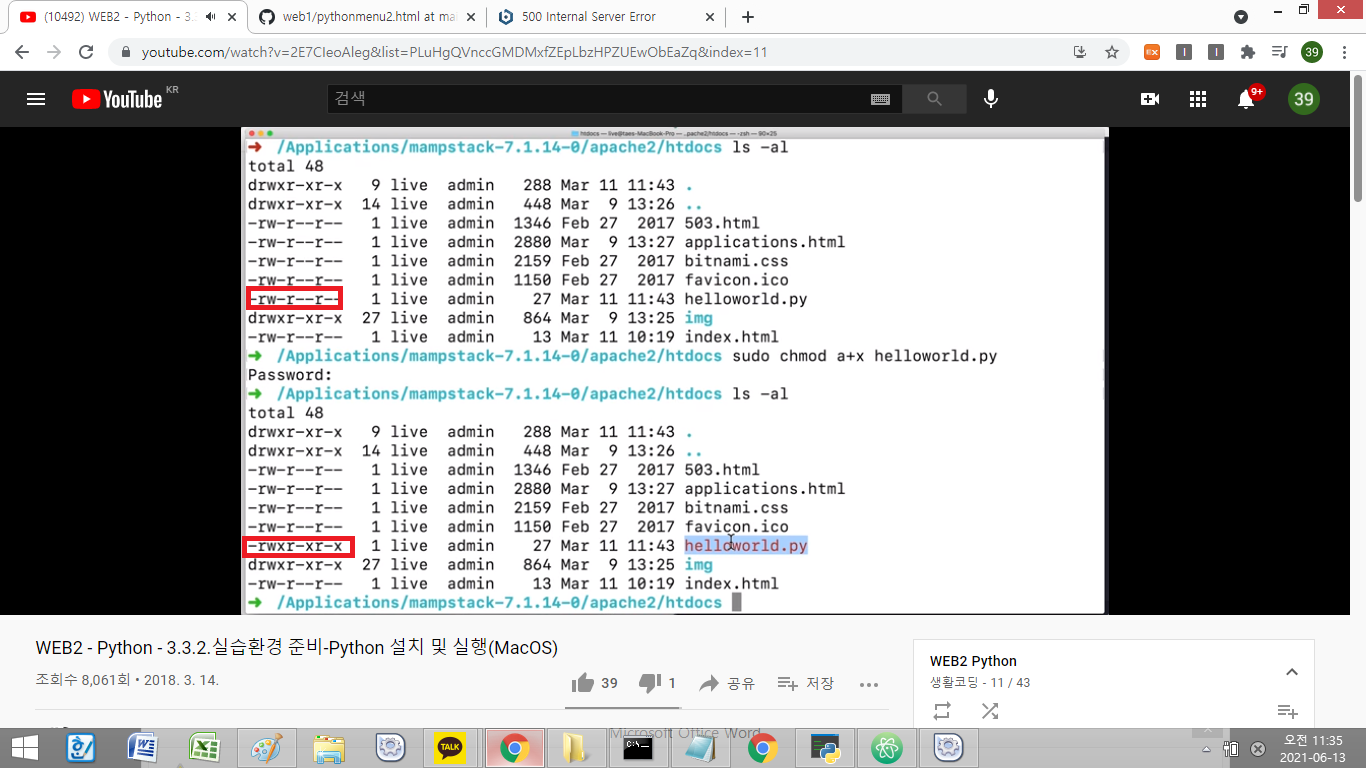 (10492) WEB2 - Python - 3.3
web1/pythonmenu2.html at ma
500 Internal Server Error
youtube.com/watch?v=2E7CIeoAleg&list=PLuHgQVnccGMDMxfZEpLbzHPZUEwObEaZq&index=11
39
YouTube KR
검색
9+
39
htdocs — live@taes-MacBook-Pro — ..pache2/htdocs — -zsh — 90×25
➜ /Applications/mampstack-7.1.14-0/apache2/htdocs ls -al
total 48
drwxr-xr-x 9 live admin 288 Mar 11 11:43 .
drwxr-xr-x 14 live admin 448 Mar 9 13:26 ..
-rw-r--r-- 1 live admin 1346 Feb 27 2017 503.html
-rw-r--r-- 1 live admin 2880 Mar 9 13:27 applications.html
-rw-r--r-- 1 live admin 2159 Feb 27 2017 bitnami.css
-rw-r--r-- 1 live admin 1150 Feb 27 2017 favicon.ico
-rw-r--r-- 1 live admin 27 Mar 11 11:43 helloworld.py
drwxr-xr-x 27 live admin 864 Mar 9 13:25 img
-rw-r--r-- 1 live admin 13 Mar 11 10:19 index.html
➜ /Applications/mampstack-7.1.14-0/apache2/htdocs sudo chmod a+x helloworld.py
Password:
➜ /Applications/mampstack-7.1.14-0/apache2/htdocs ls -al
total 48
drwxr-xr-x 9 live admin 288 Mar 11 11:43 .
drwxr-xr-x 14 live admin 448 Mar 9 13:26 ..
-rw-r--r-- 1 live admin 1346 Feb 27 2017 503.html
-rw-r--r-- 1 live admin 2880 Mar 9 13:27 applications.html
-rw-r--r-- 1 live admin 2159 Feb 27 2017 bitnami.css
-rw-r--r-- 1 live admin 1150 Feb 27 2017 favicon.ico
-rwxr-xr-x 1 live admin 27 Mar 11 11:43 helloworld.py
drwxr-xr-x 27 live admin 864 Mar 9 13:25 img
-rw-r--r-- 1 live admin 13 Mar 11 10:19 index.html
➜ /Applications/mampstack-7.1.14-0/apache2/htdocs
WEB2 - Python - 3.3.2.실습환경 준비-Python 설치 및 실행(MacOS)
조회수 8,061회 • 2018. 3. 14.
39 1 공유 저장
WEB2 Python
생활코딩 - 11 / 43
Microsoft Office Word
TALK
오전 11:35
2021-06-13